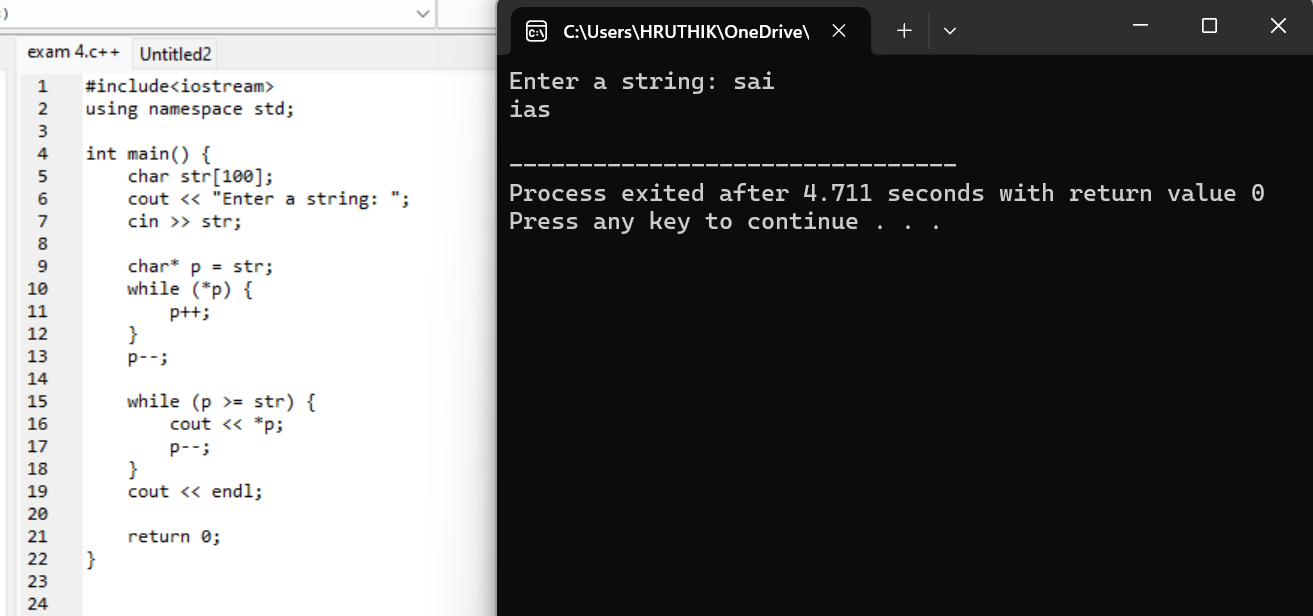 )
exam 4.c++ Untitled2
1 #include<iostream>
2 using namespace std;
3
4 int main() {
5     char str[100];
6     cout << "Enter a string: ";
7     cin >> str;
8
9     char* p = str;
10     while (*p) {
11         p++;
12     }
13     p--;
14
15     while (p >= str) {
16         cout << *p;
17         p--;
18     }
19     cout << endl;
20
21     return 0;
22 }
23
24
C:\Users\HRUTHIK\OneDrive\
Enter a string: sai
ias
--------------------------------
Process exited after 4.711 seconds with return value 0
Press any key to continue . . .